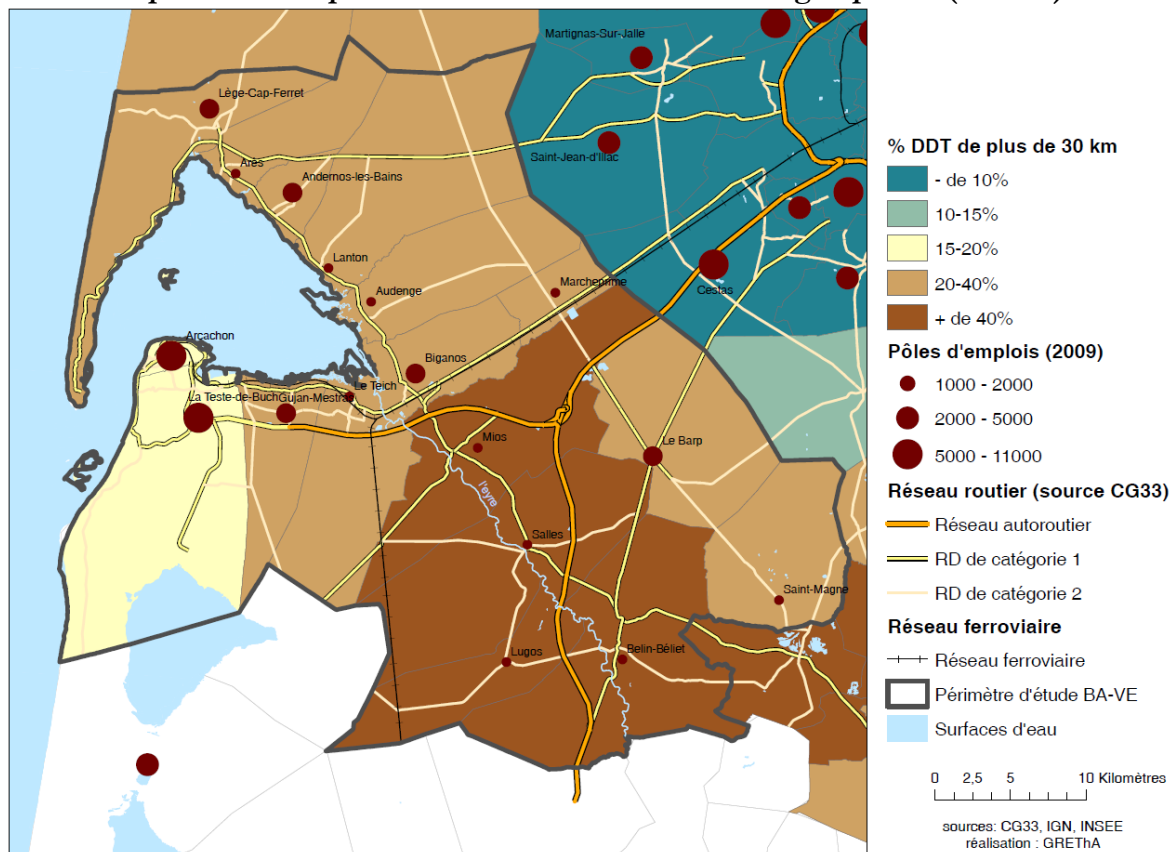 Martignas-Sur-Jalle
Lège-Cap-Ferret
Saint-Jean-d'Illac
Arès
Andernos-les-Bains
Lanton
Audenge
Marcheprime
Cestas
Arcachon
Biganos
Le Teich
La Teste-de-Buch
Gujan-Mestras
Mios
Le Barp
l'eyre
Salles
Saint-Magne
Lugos
Belin-Béliet
% DDT de plus de 30 km
- de 10%
10-15%
15-20%
20-40%
+ de 40%
Pôles d'emplois (2009)
1000 - 2000
2000 - 5000
5000 - 11000
Réseau routier (source CG33)
Réseau autoroutier
RD de catégorie 1
RD de catégorie 2
Réseau ferroviaire
Réseau ferroviaire
Périmètre d'étude BA-VE
Surfaces d'eau
0 2,5 5 10 Kilomètres
sources: CG33, IGN, INSEE
réalisation : GREThA